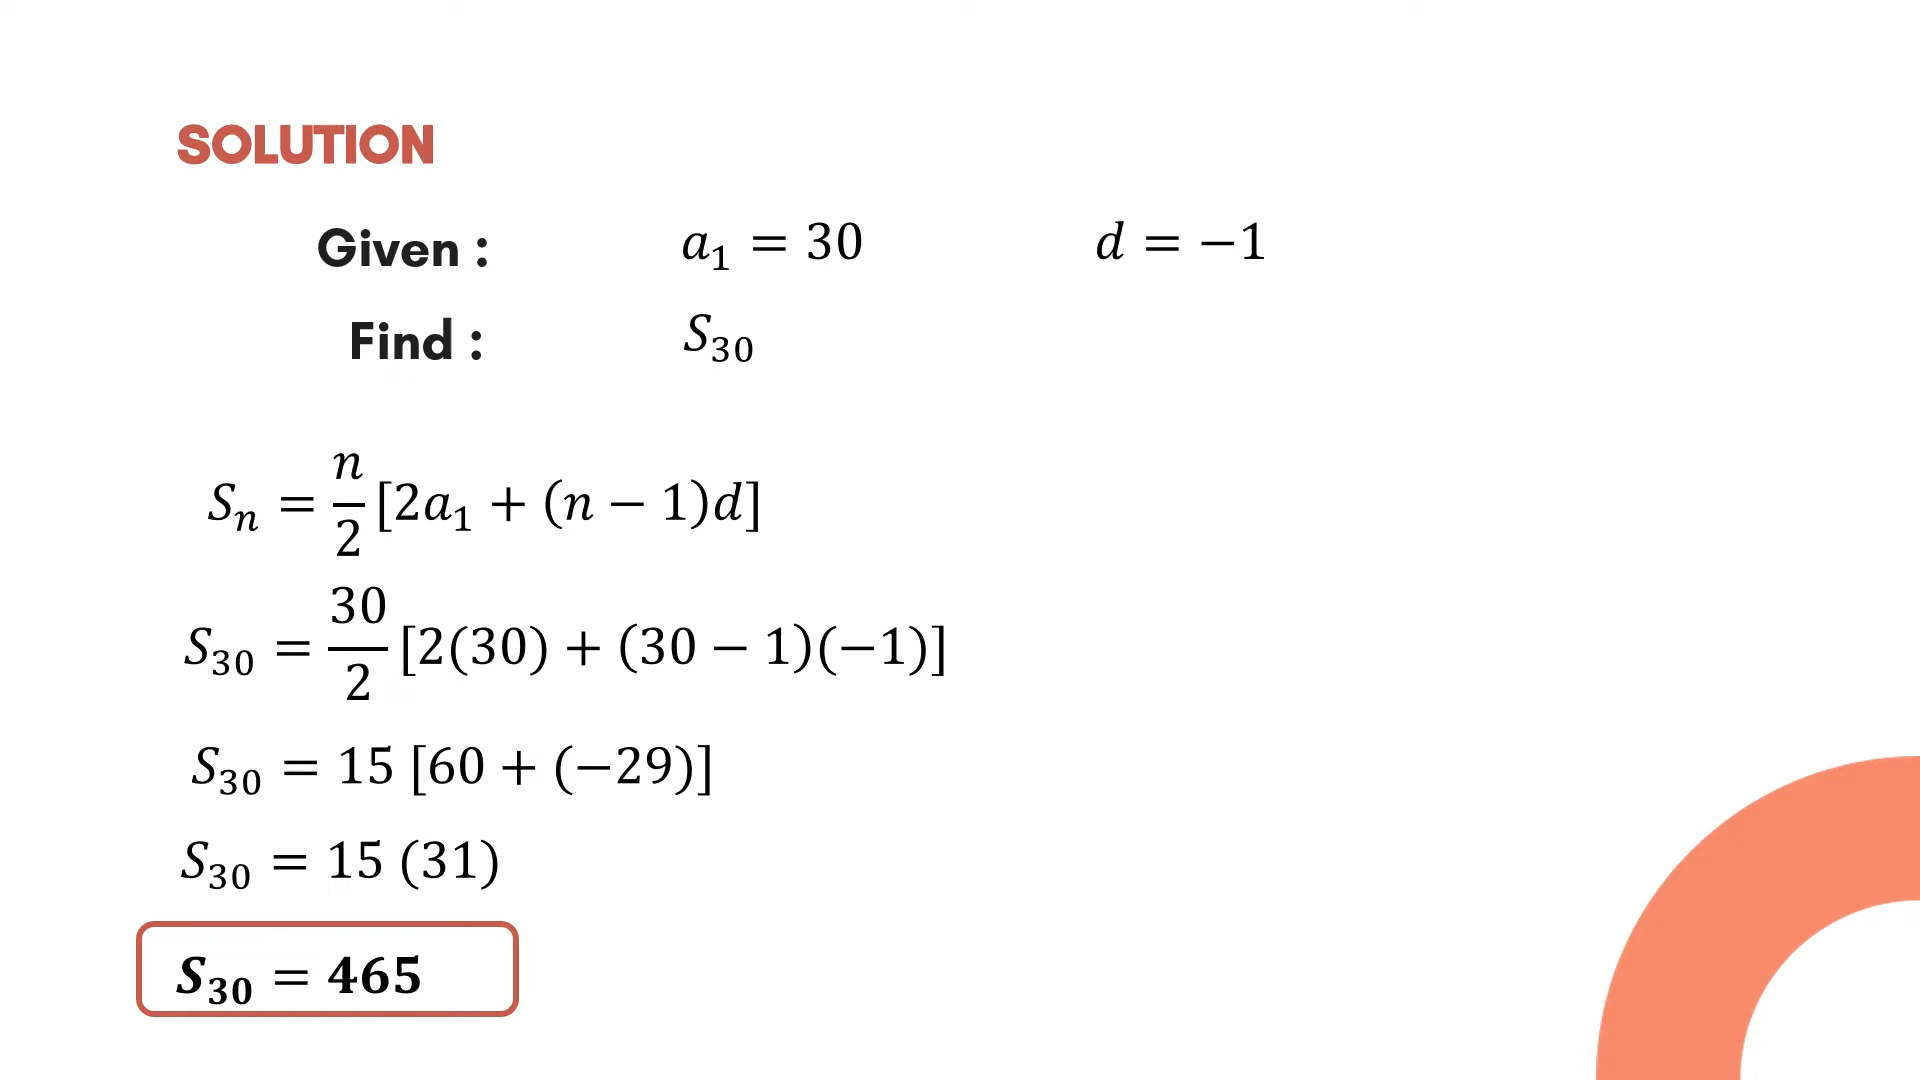 SOLUTION
Given : a₁ = 30 d = −1
Find : S₃₀
Sₙ = n/2 [2a₁ + (n − 1)d]
S₃₀ = 30/2 [2(30) + (30 − 1)(−1)]
S₃₀ = 15 [60 + (−29)]
S₃₀ = 15 (31)
S₃₀ = 465